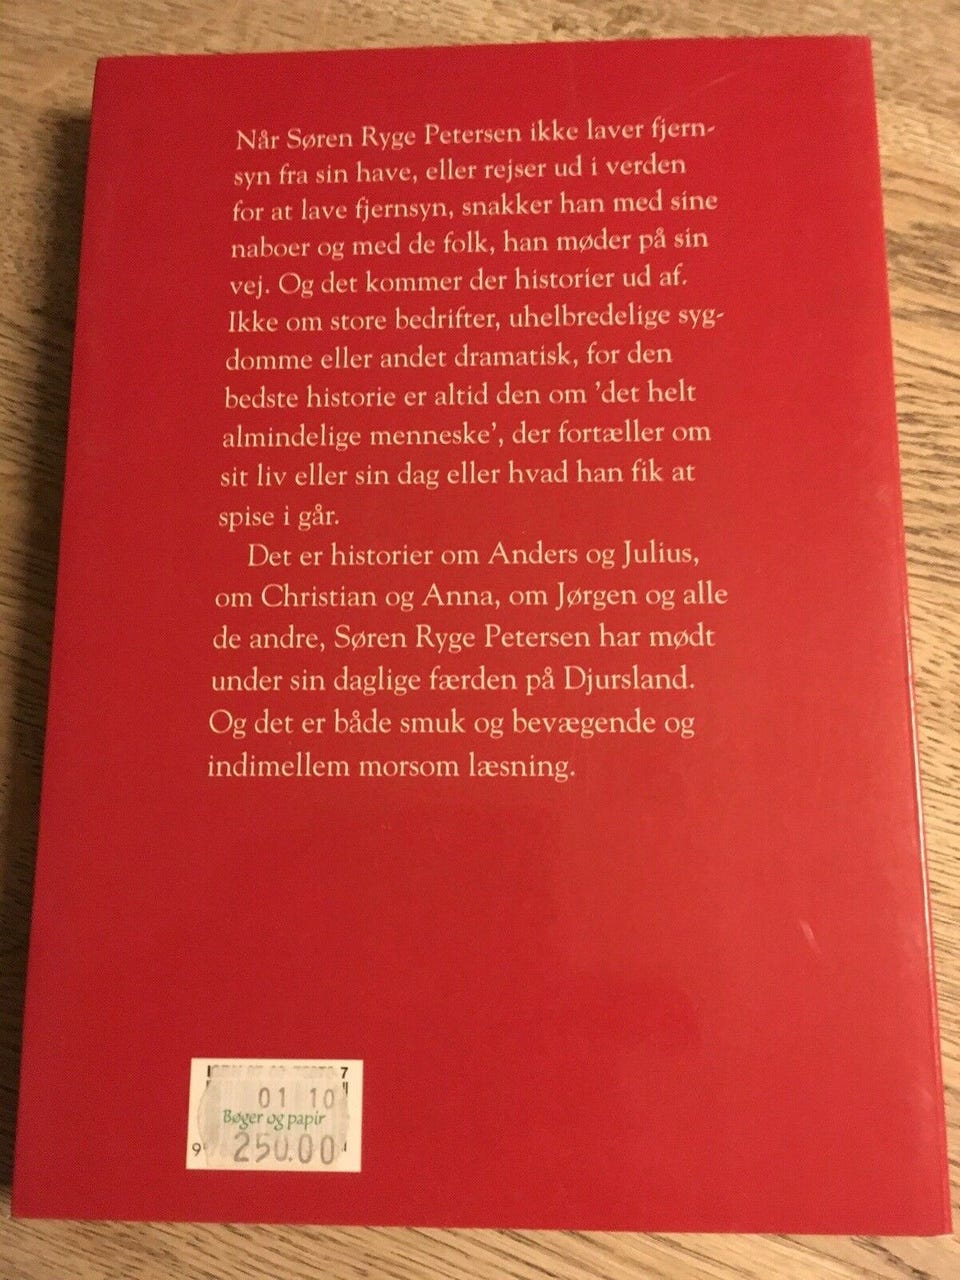 Når Søren Ryge Petersen ikke laver fjern-
syn fra sin have, eller rejser ud i verden
for at lave fjernsyn, snakker han med sine
naboer og med de folk, han møder på sin
vej. Og det kommer der historier ud af.
Ikke om store bedrifter, uhelbredelige syg-
domme eller andet dramatisk, for den
bedste historie er altid den om ’det helt
almindelige menneske’, der fortæller om
sit liv eller sin dag eller hvad han fik at
spise i går.
Det er historier om Anders og Julius,
om Christian og Anna, om Jørgen og alle
de andre, Søren Ryge Petersen har mødt
under sin daglige færden på Djursland.
Og det er både smuk og bevægende og
indimellem morsom læsning.
7
01 10
Bøger og papir
9 250.00